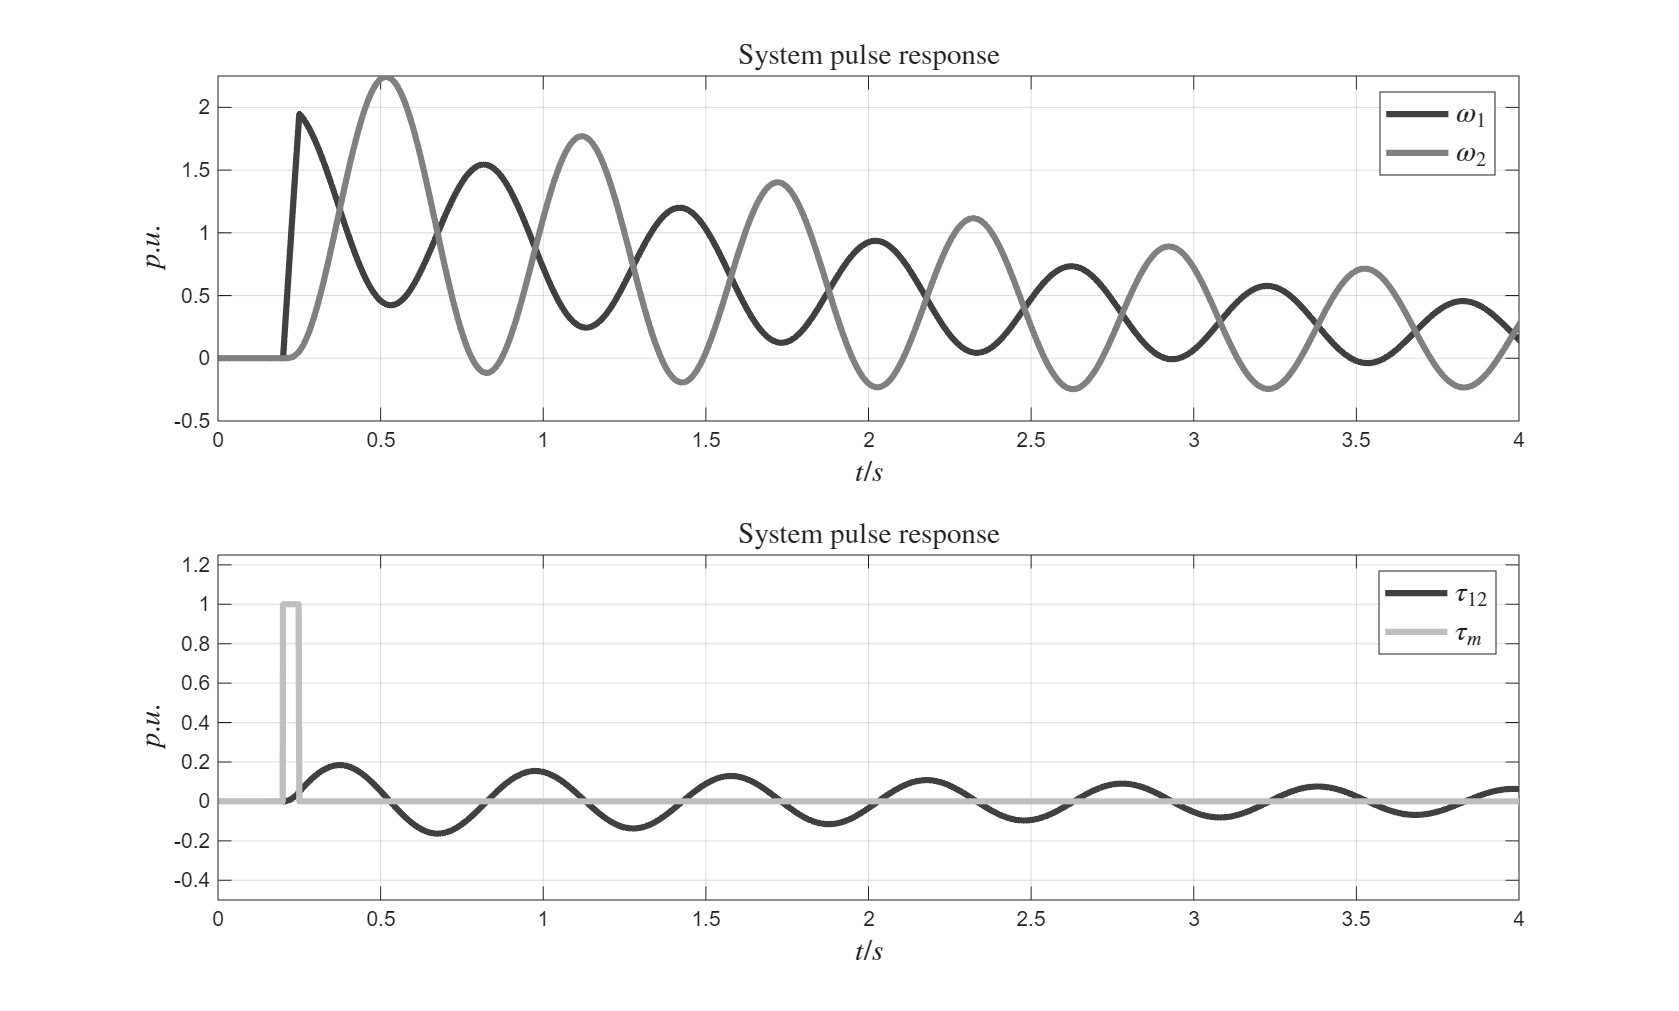 System pulse response
2
1.5
1
0.5
0
-0.5
p.u.
ω1
ω2
0 0.5 1 1.5 2 2.5 3 3.5 4
t/s
System pulse response
1.2
1
0.8
0.6
0.4
0.2
0
-0.2
-0.4
p.u.
τ12
τm
0 0.5 1 1.5 2 2.5 3 3.5 4
t/s